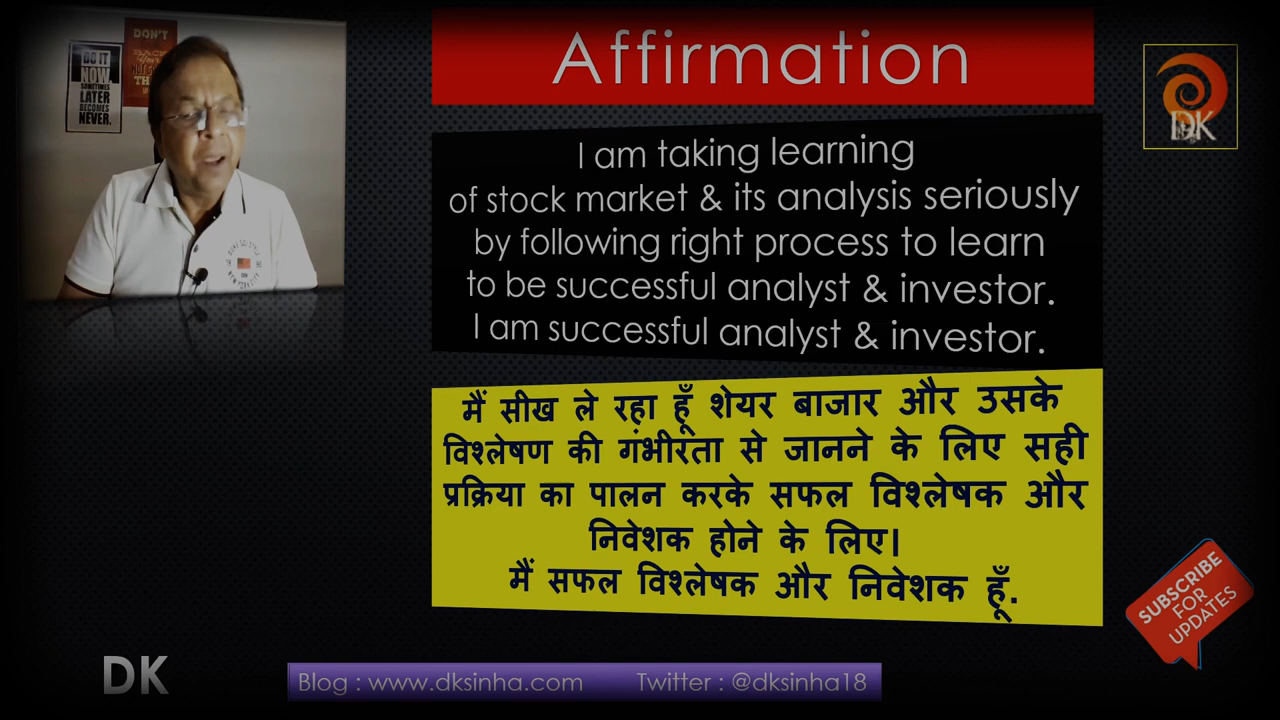 Affirmation
DO IT
NOW.
SOMETIMES
LATER
BECOMES
NEVER.
DON'T
DK
I am taking learning
of stock market & its analysis seriously
by following right process to learn
to be successful analyst & investor.
I am successful analyst & investor.
मैं सीख ले रहा हूँ शेयर बाजार और उसके
विश्लेषण की गंभीरता से जानने के लिए सही
प्रक्रिया का पालन करके सफल विश्लेषक और
निवेशक होने के लिए।
मैं सफल विश्लेषक और निवेशक हूँ.
SUBSCRIBE
FOR
UPDATES
DK
Blog : www.dksinha.com Twitter : @dksinha18